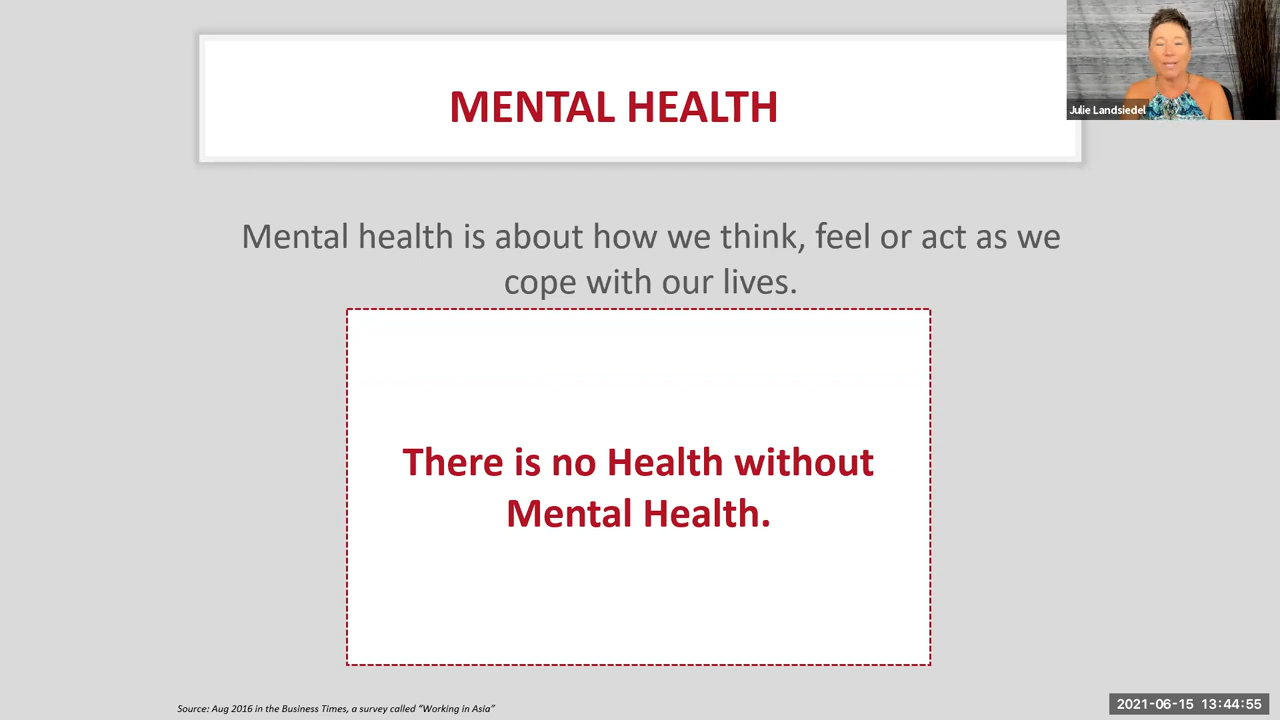 MENTAL HEALTH
Julie Landsiedel
Mental health is about how we think, feel or act as we
cope with our lives.
There is no Health without
Mental Health.
Source: Aug 2016 in the Business Times, a survey called “Working in Asia”
2021-06-15 13:44:55